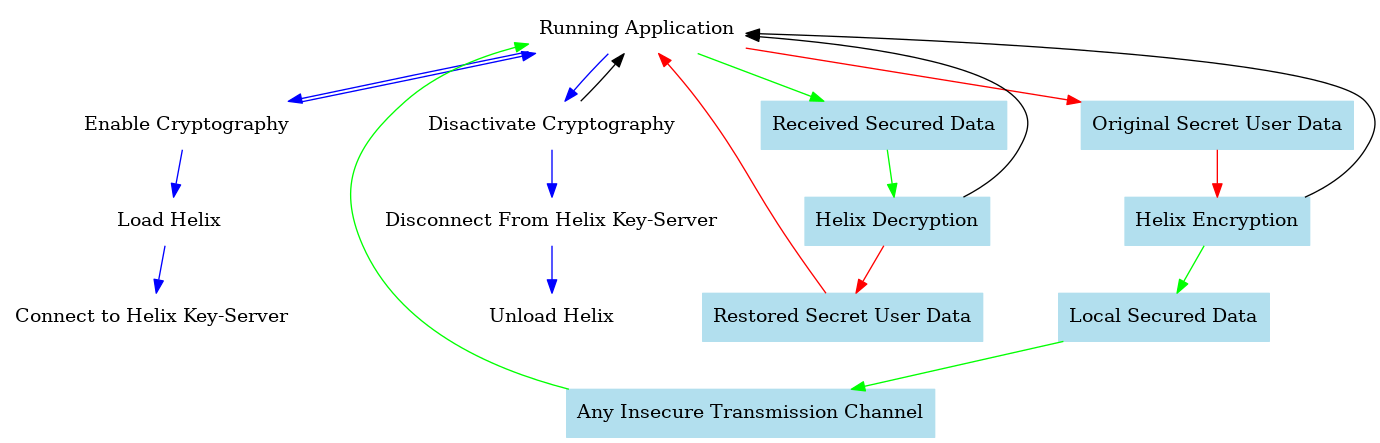 Running Application
Enable Cryptography
Disactivate Cryptography
Received Secured Data
Original Secret User Data
Load Helix
Disconnect From Helix Key-Server
Helix Decryption
Helix Encryption
Connect to Helix Key-Server
Unload Helix
Restored Secret User Data
Local Secured Data
Any Insecure Transmission Channel